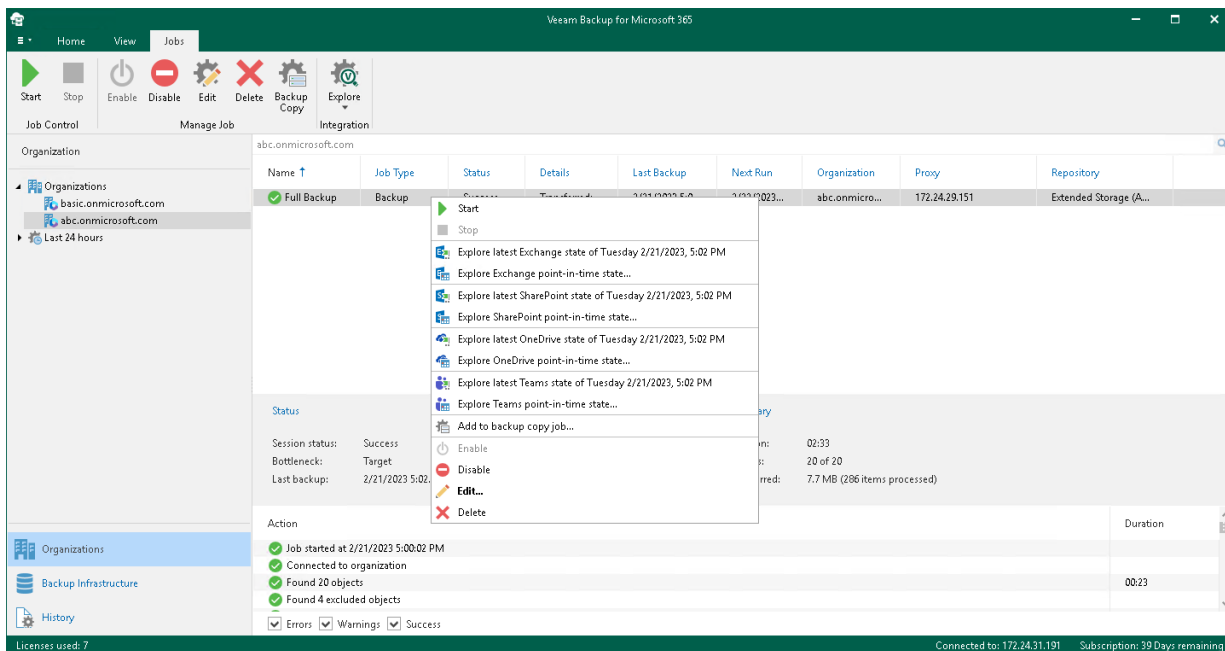 Veeam Backup for Microsoft 365
Home View Jobs
Start Stop Enable Disable Edit Delete Backup Copy Explore
Job Control Manage Job Integration
Organization
Organizations
basic.onmicrosoft.com
abc.onmicrosoft.com
Last 24 hours
abc.onmicrosoft.com
Name ↑ Job Type Status Details Last Backup Next Run Organization Proxy Repository
Full Backup Backup abc.onmicro... 172.24.29.151 Extended Storage (A...
Start
Stop
Explore latest Exchange state of Tuesday 2/21/2023, 5:02 PM
Explore Exchange point-in-time state...
Explore latest SharePoint state of Tuesday 2/21/2023, 5:02 PM
Explore SharePoint point-in-time state...
Explore latest OneDrive state of Tuesday 2/21/2023, 5:02 PM
Explore OneDrive point-in-time state...
Explore latest Teams state of Tuesday 2/21/2023, 5:02 PM
Explore Teams point-in-time state...
Add to backup copy job...
Enable
Disable
Edit...
Delete
Status
Session status: Success 02:33
Bottleneck: Target 20 of 20
Last backup: 2/21/2023 5:02. 7.7 MB (286 items processed)
Action Duration
Job started at 2/21/2023 5:00:02 PM
Connected to organization
Found 20 objects 00:23
Found 4 excluded objects
Errors Warnings Success
Organizations
Backup Infrastructure
History
Licenses used: 7 Connected to: 172.24.31.191 Subscription: 39 Days remaining